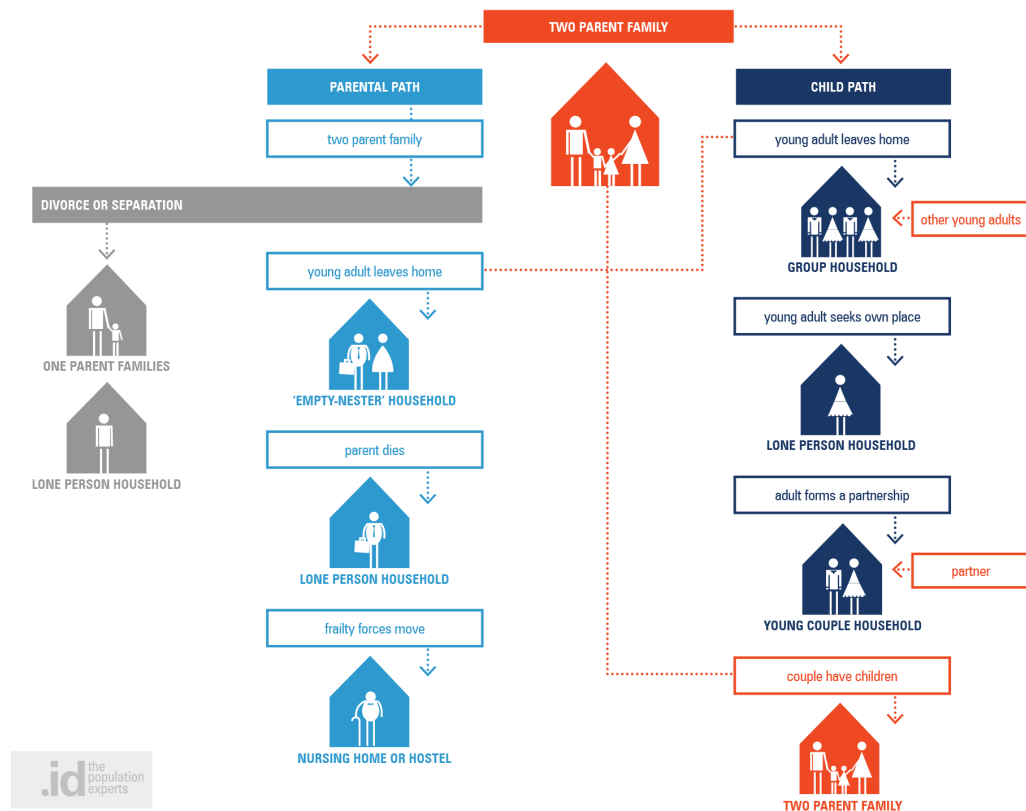 TWO PARENT FAMILY
PARENTAL PATH
two parent family
DIVORCE OR SEPARATION
ONE PARENT FAMILIES
LONE PERSON HOUSEHOLD
young adult leaves home
'EMPTY-NESTER' HOUSEHOLD
parent dies
LONE PERSON HOUSEHOLD
frailty forces move
NURSING HOME OR HOSTEL
CHILD PATH
young adult leaves home
other young adults
GROUP HOUSEHOLD
young adult seeks own place
LONE PERSON HOUSEHOLD
adult forms a partnership
partner
YOUNG COUPLE HOUSEHOLD
couple have children
TWO PARENT FAMILY
.id
the
population
experts